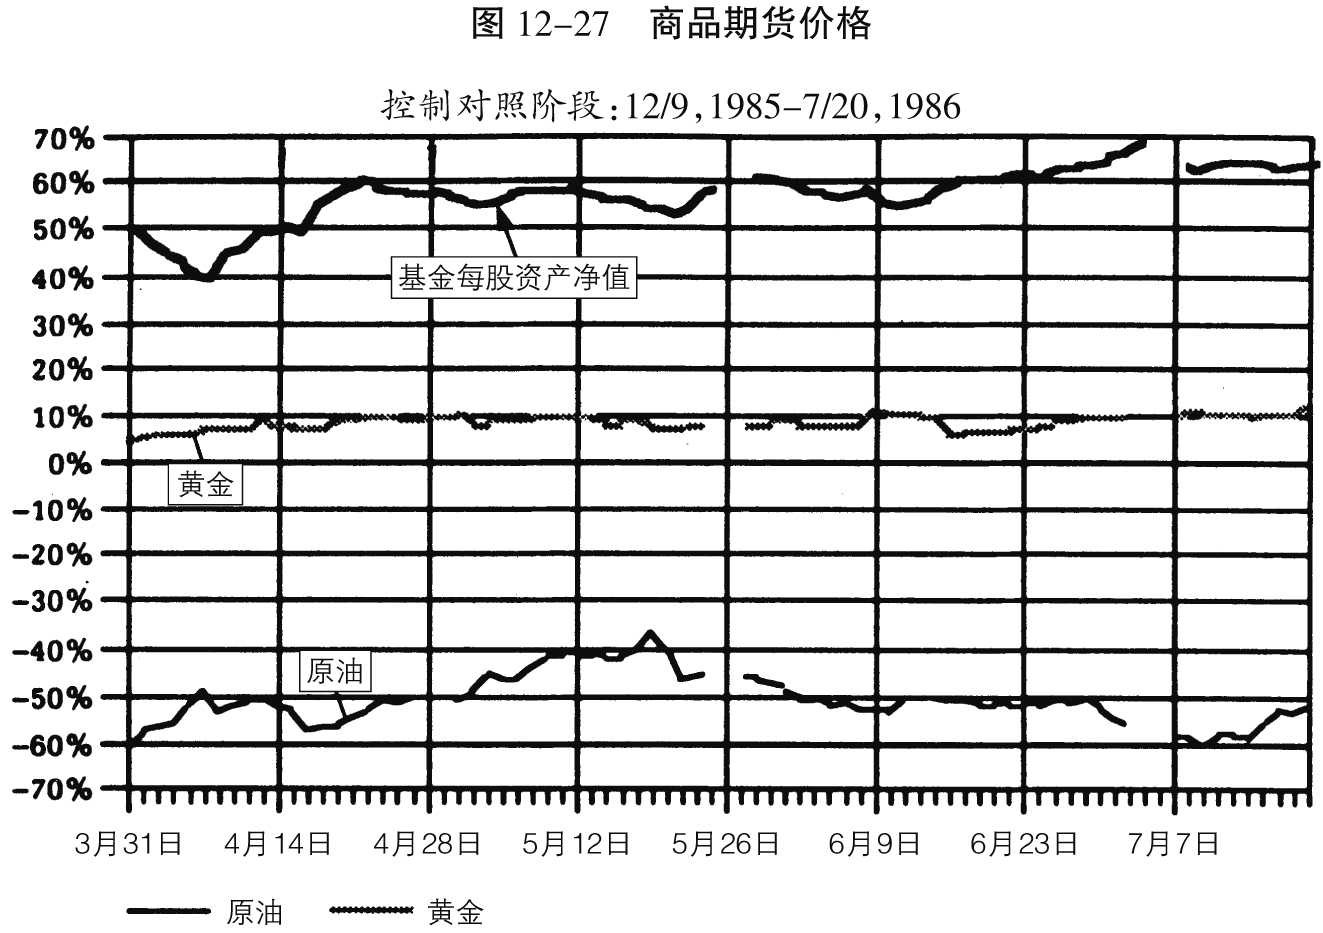 图 12–27 商品期货价格
控制对照阶段:12/9,1985–7/20,1986
70%
60%
50%
40%
30%
20%
10%
0%
-10%
-20%
-30%
-40%
-50%
-60%
-70%
基金每股资产净值
黄金
原油
3月31日 4月14日 4月28日 5月12日 5月26日 6月9日 6月23日 7月7日
原油 黄金